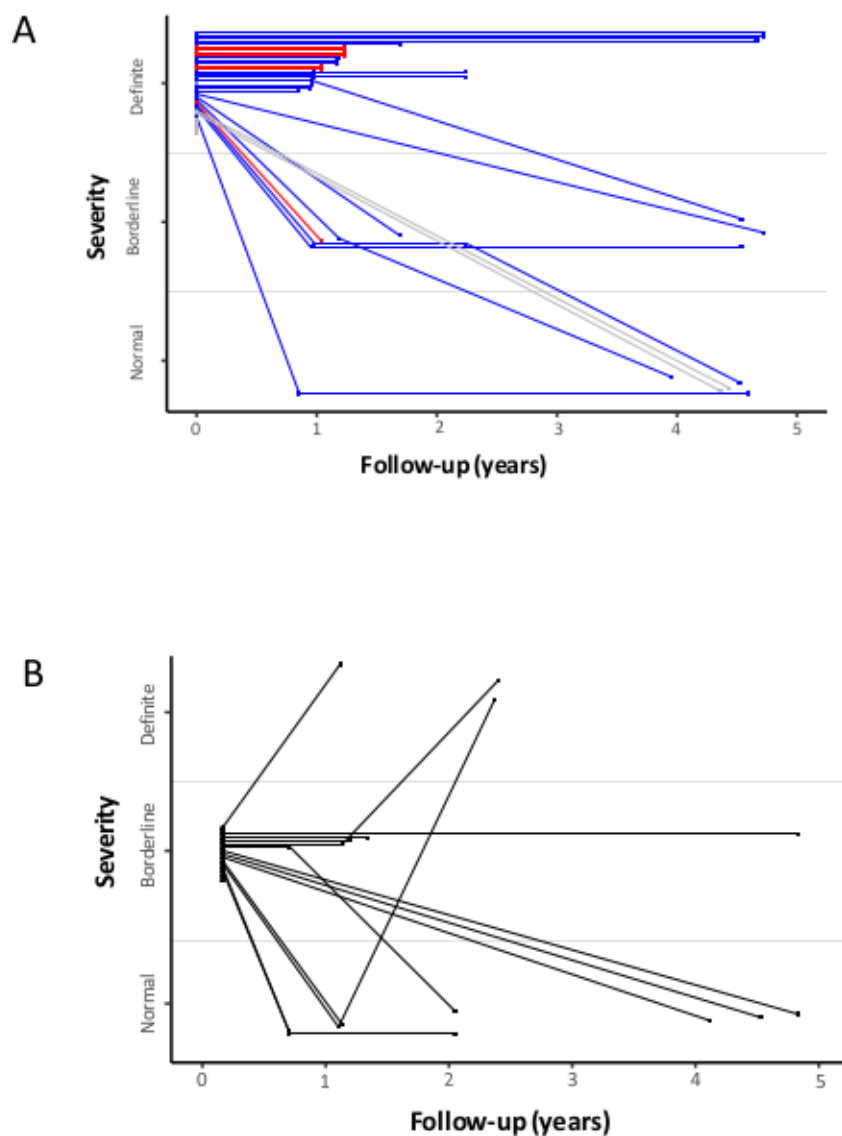 A
Severity
Definite
Borderline
Normal
0 1 2 3 4 5
Follow-up (years)
B
Severity
Definite
Borderline
Normal
0 1 2 3 4 5
Follow-up (years)